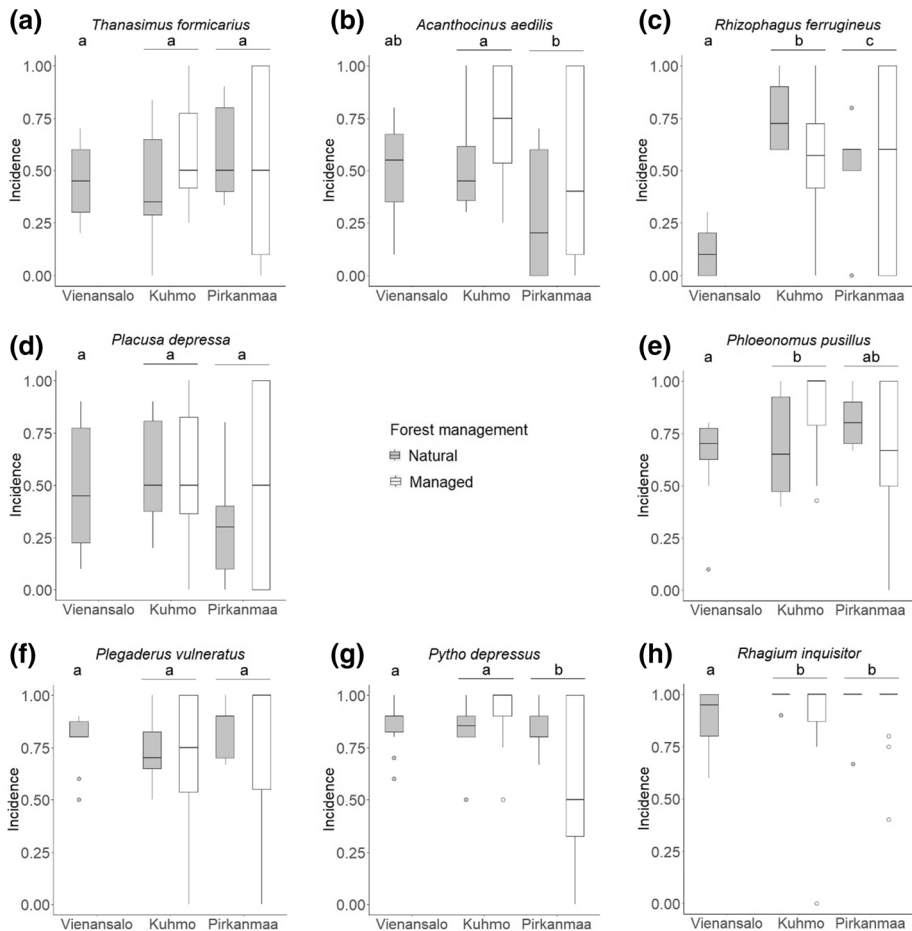 (a) Thanasimus formicarius
a a a
1.00
0.75
0.50
0.25
0.00
Incidence
Vienansalo Kuhmo Pirkanmaa
(b) Acanthocinus aedilis
ab a b
1.00
0.75
0.50
0.25
0.00
Incidence
Vienansalo Kuhmo Pirkanmaa
(c) Rhizophagus ferrugineus
a b c
1.00
0.75
0.50
0.25
0.00
Incidence
Vienansalo Kuhmo Pirkanmaa
(d) Placusa depressa
a a a
1.00
0.75
0.50
0.25
0.00
Incidence
Vienansalo Kuhmo Pirkanmaa
Forest management
Natural
Managed
(e) Phloeonomus pusillus
a b ab
1.00
0.75
0.50
0.25
0.00
Incidence
Vienansalo Kuhmo Pirkanmaa
(f) Plegaderus vulneratus
a a a
1.00
0.75
0.50
0.25
0.00
Incidence
Vienansalo Kuhmo Pirkanmaa
(g) Pytho depressus
a a b
1.00
0.75
0.50
0.25
0.00
Incidence
Vienansalo Kuhmo Pirkanmaa
(h) Rhagium inquisitor
a b b
1.00
0.75
0.50
0.25
0.00
Incidence
Vienansalo Kuhmo Pirkanmaa